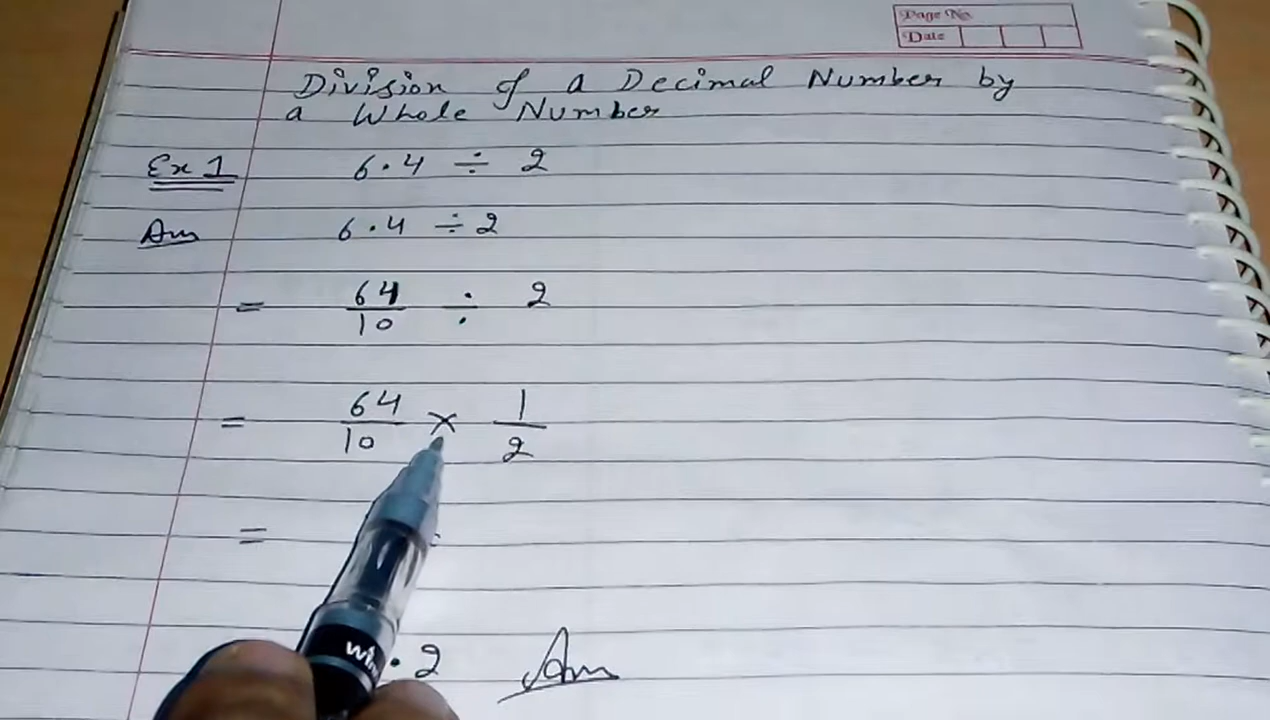 Page No.
Date
Division of a Decimal Number by
a Whole Number
Ex 1 6.4 ÷ 2
Ans 6.4 ÷ 2
= 64/10 ÷ 2
= 64/10 × 1/2
=
.2 Ans